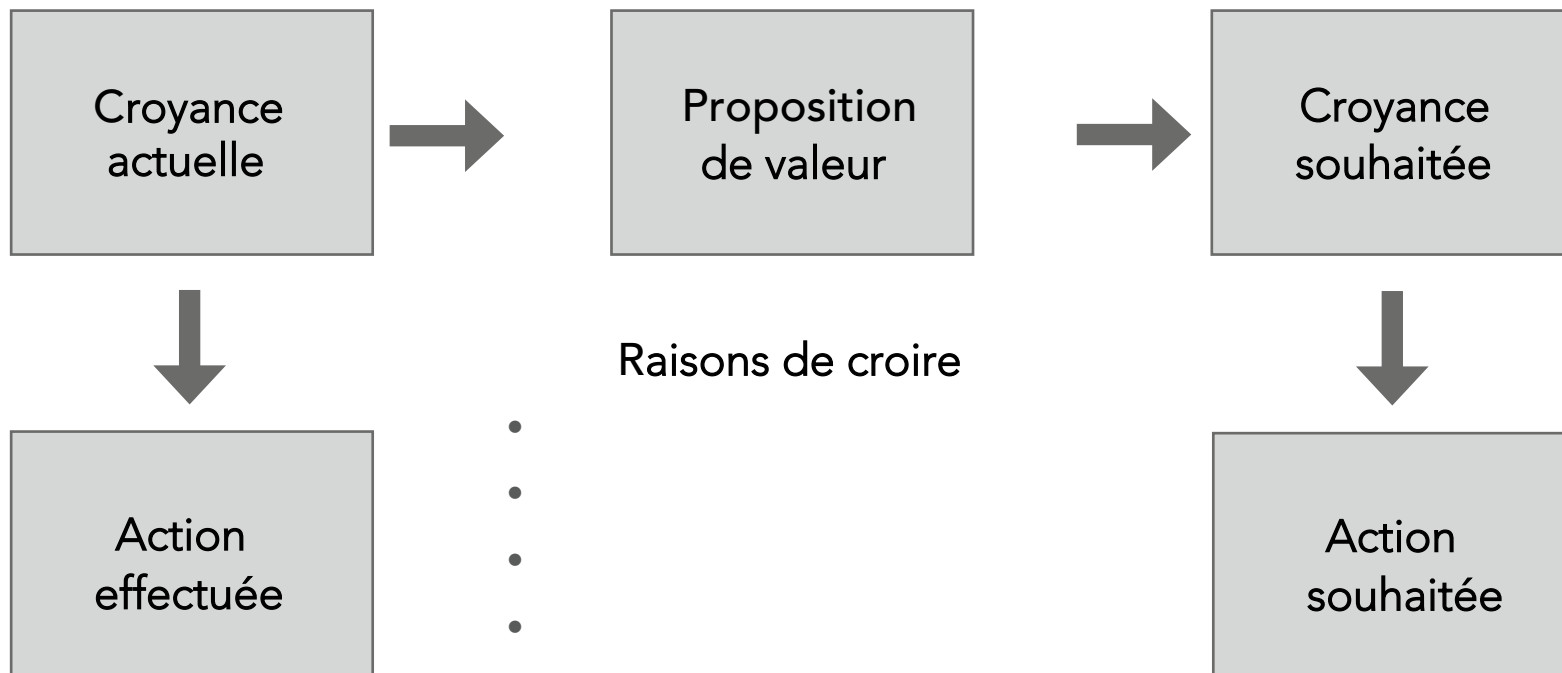 Croyance
actuelle
Proposition
de valeur
Croyance
souhaitée
Raisons de croire
•
•
•
•
Action
effectuée
Action
souhaitée